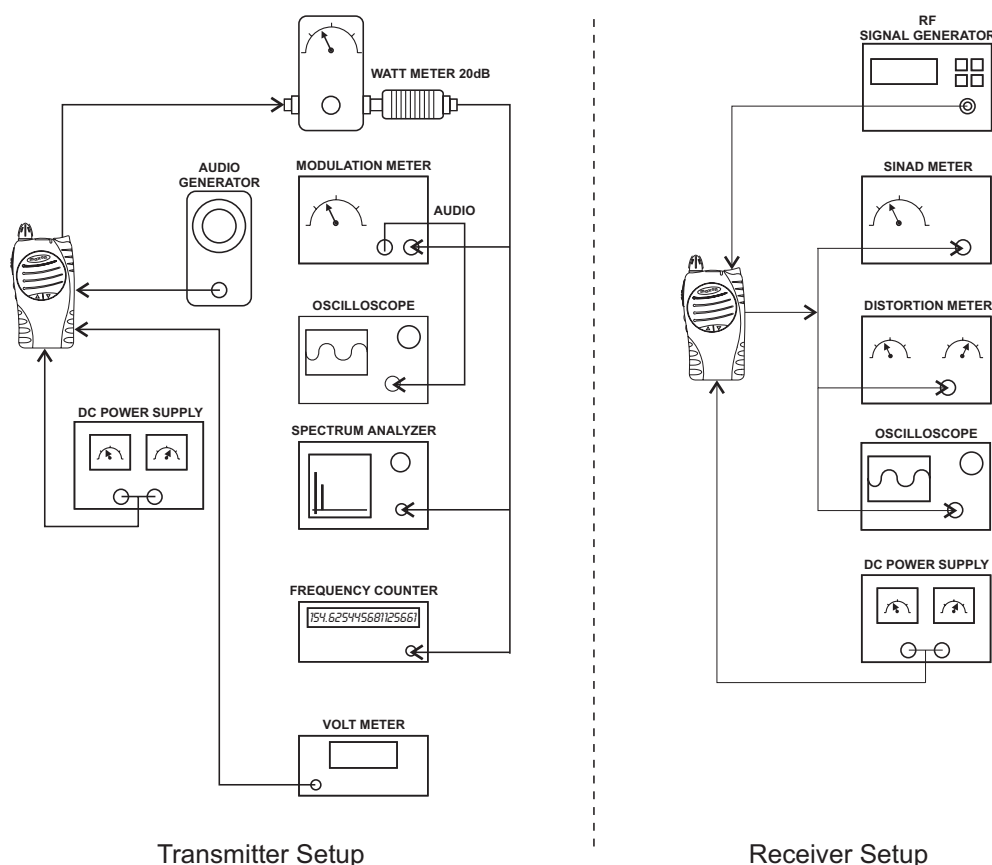 WATT METER 20dB
AUDIO
GENERATOR
MODULATION METER
AUDIO
OSCILLOSCOPE
DC POWER SUPPLY
SPECTRUM ANALYZER
FREQUENCY COUNTER
154.625445681125661
VOLT METER
Transmitter Setup
RF
SIGNAL GENERATOR
SINAD METER
DISTORTION METER
OSCILLOSCOPE
DC POWER SUPPLY
Receiver Setup